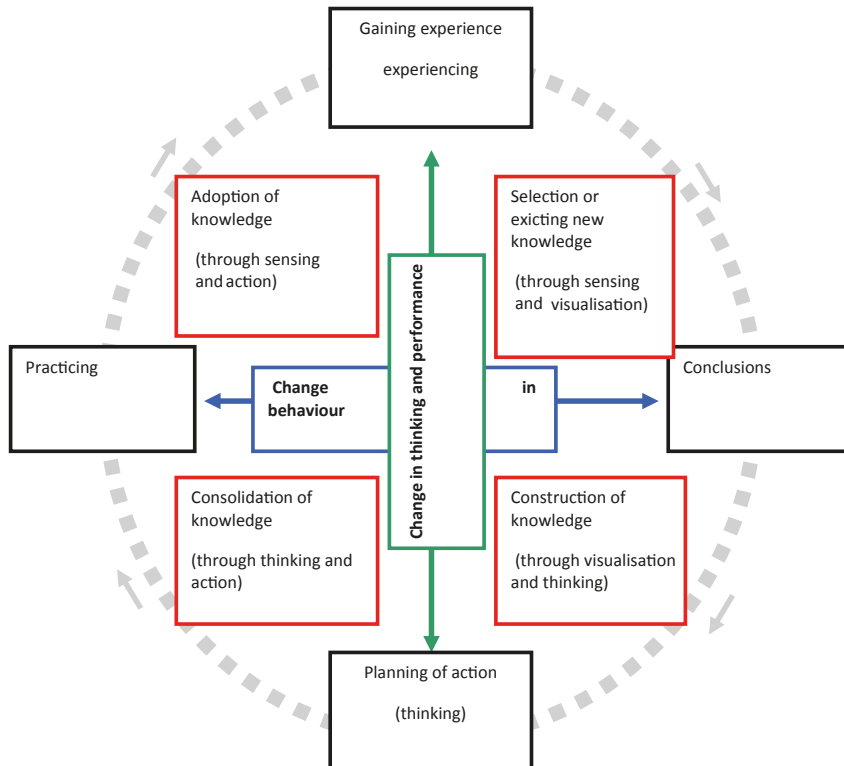 Gaining experience
experiencing
Adoption of
knowledge
(through sensing
and action)
Selection or
exicting new
knowledge
(through sensing
and visualisation)
Practicing
Change in
behaviour
Change in thinking and performance
Conclusions
Consolidation of
knowledge
(through thinking and
action)
Construction of
knowledge
(through visualisation
and thinking)
Planning of action
(thinking)